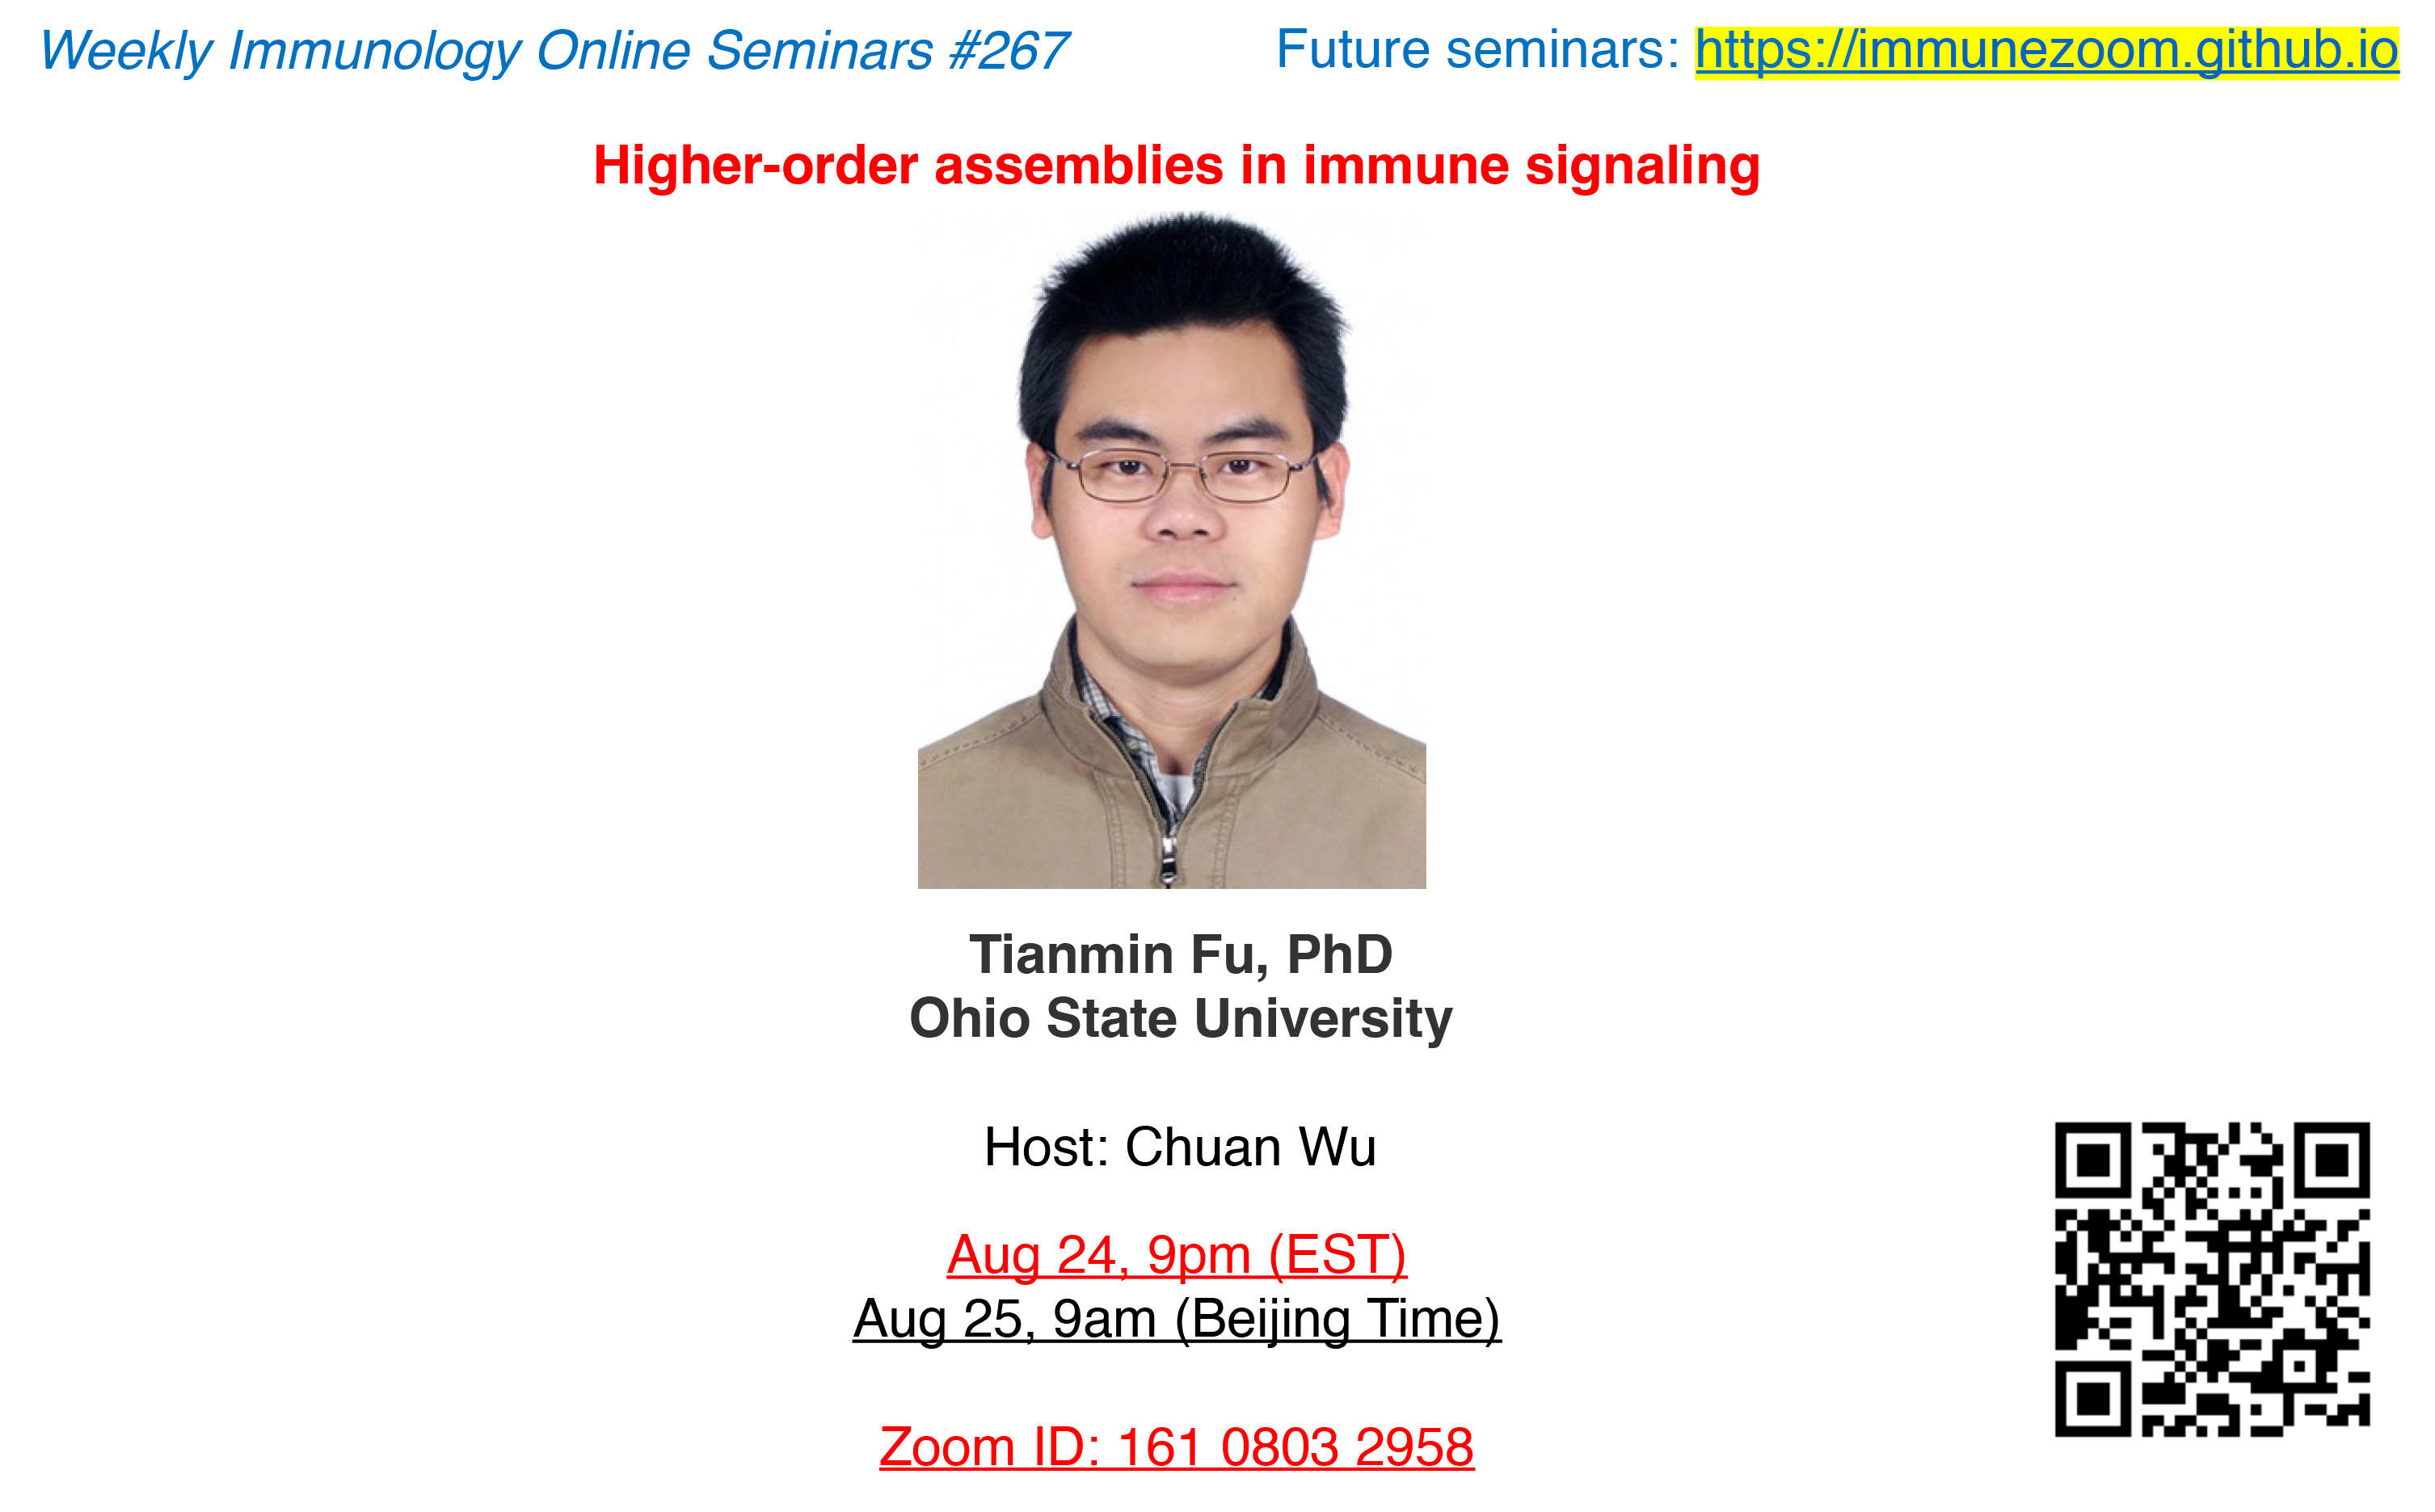 Weekly Immunology Online Seminars #267
Future seminars: https://immunezoom.github.io
Higher-order assemblies in immune signaling
Tianmin Fu, PhD
Ohio State University
Host: Chuan Wu
Aug 24, 9pm (EST)
Aug 25, 9am (Beijing Time)
Zoom ID: 161 0803 2958